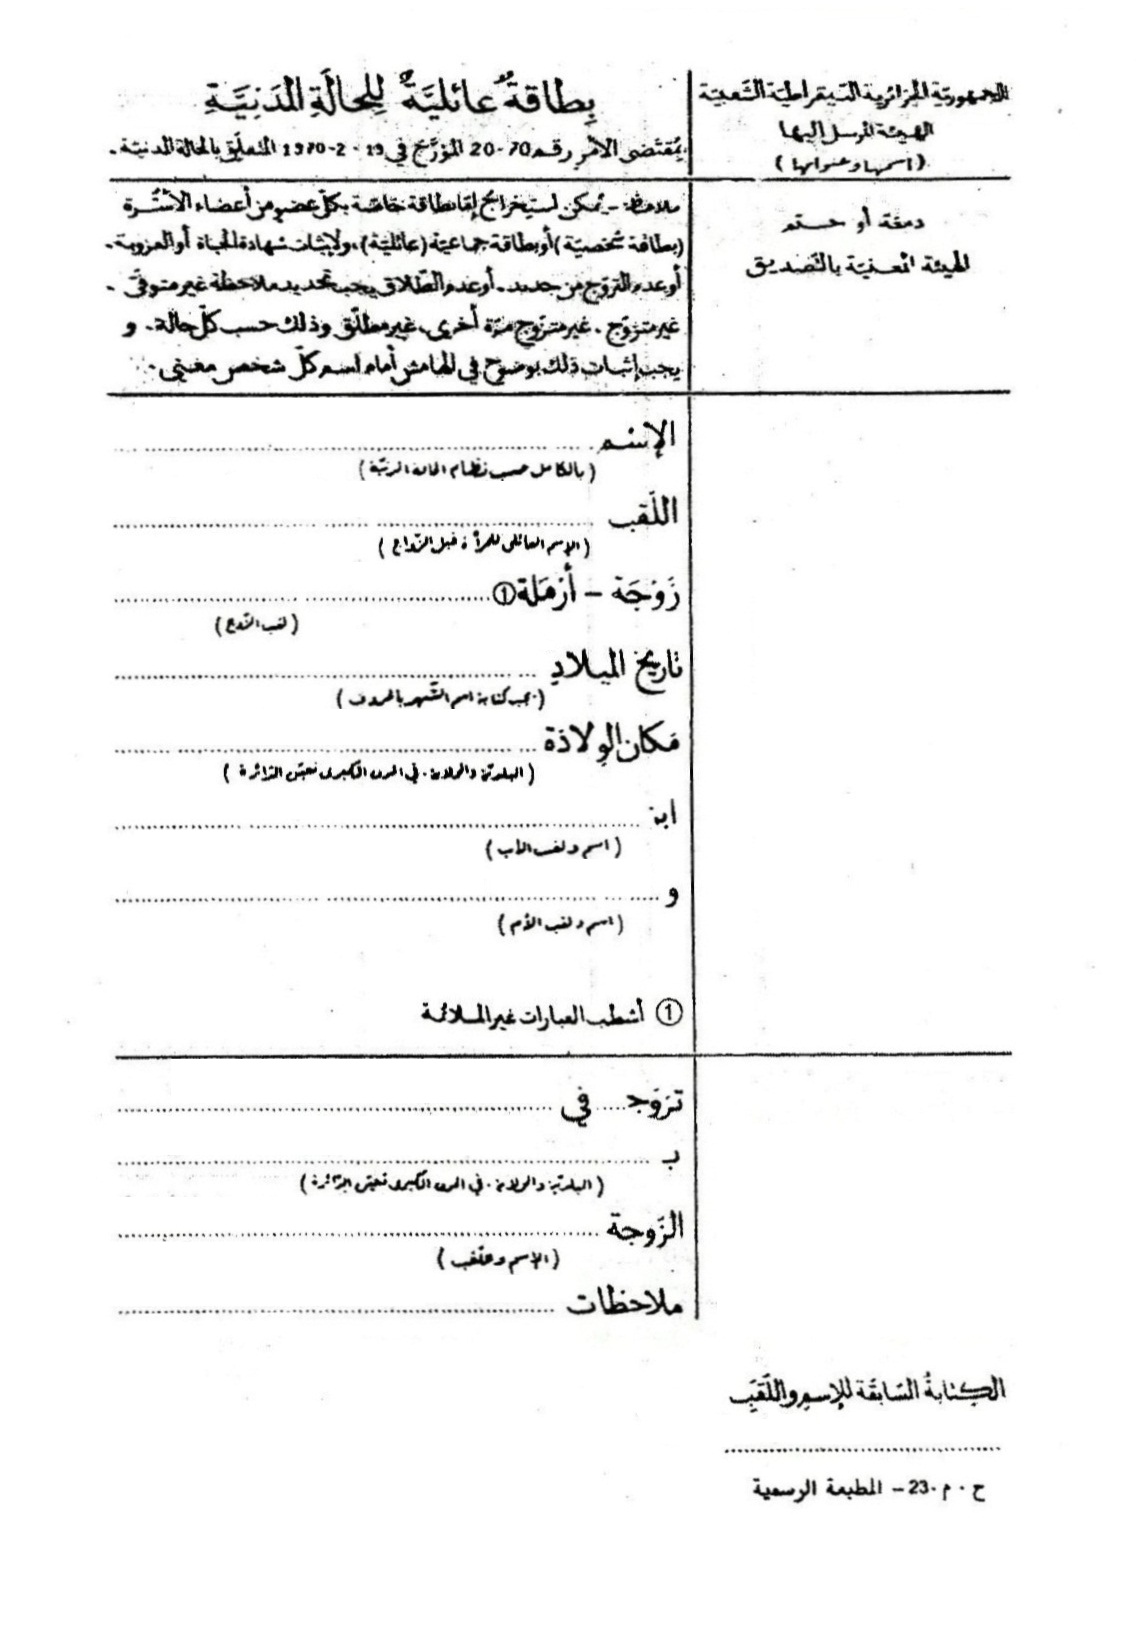 الجمهورية الجزائرية الديمقراطية الشعبية
الهيئة المرسل إليها
(اسمها وعنوانها)
بطاقة عائلية للحالة المدنية
بمقتضى الأمر رقم 70-20 المؤرخ في 19-2-1970 المتعلق بالحالة المدنية.
دمغة أو ختم
الهيئة المعنية بالتصديق
ملاحظة - يمكن استخراج بطاقة خاصة بكل عضو من أعضاء الأسرة
(بطاقة شخصية) أو بطاقة جماعية (عائلية)، ولإثبات شهادة الحياة أو العزوبة.
أو عدم التزوج من جديد. أو عدم الطلاق يجب تحديد ملاحظة غير متوفى.
غير متزوج. غير متزوج مرة أخرى، غير مطلق وذلك حسب كل حالة. و
يجب إثبات ذلك بوضوح في الهامش أمام اسم كل شخص معني.
الإسم
(بالكامل حسب نظام الحالة المدنية)
اللقب
(الإسم العائلي للمرأة قبل الزواج)
زوجة - أرملة ①
(لقب الزوج)
تاريخ الميلاد
(يجب كتابة اسم الشهر بالحروف)
مكان الولادة
(البلدية والولاية. في المدن الكبرى تعيّن الدائرة)
ابن
(اسم ولقب الأب)
و
(اسم ولقب الأم)
① أشطب العبارات غير الملائمة
تزوج في
ب
(البلدية والولاية. في المدن الكبرى تعيّن الدائرة)
الزوجة
(الإسم واللقب)
ملاحظات
الكتابة السابقة للإسم واللقب
ح.م.23 - المطبعة الرسمية